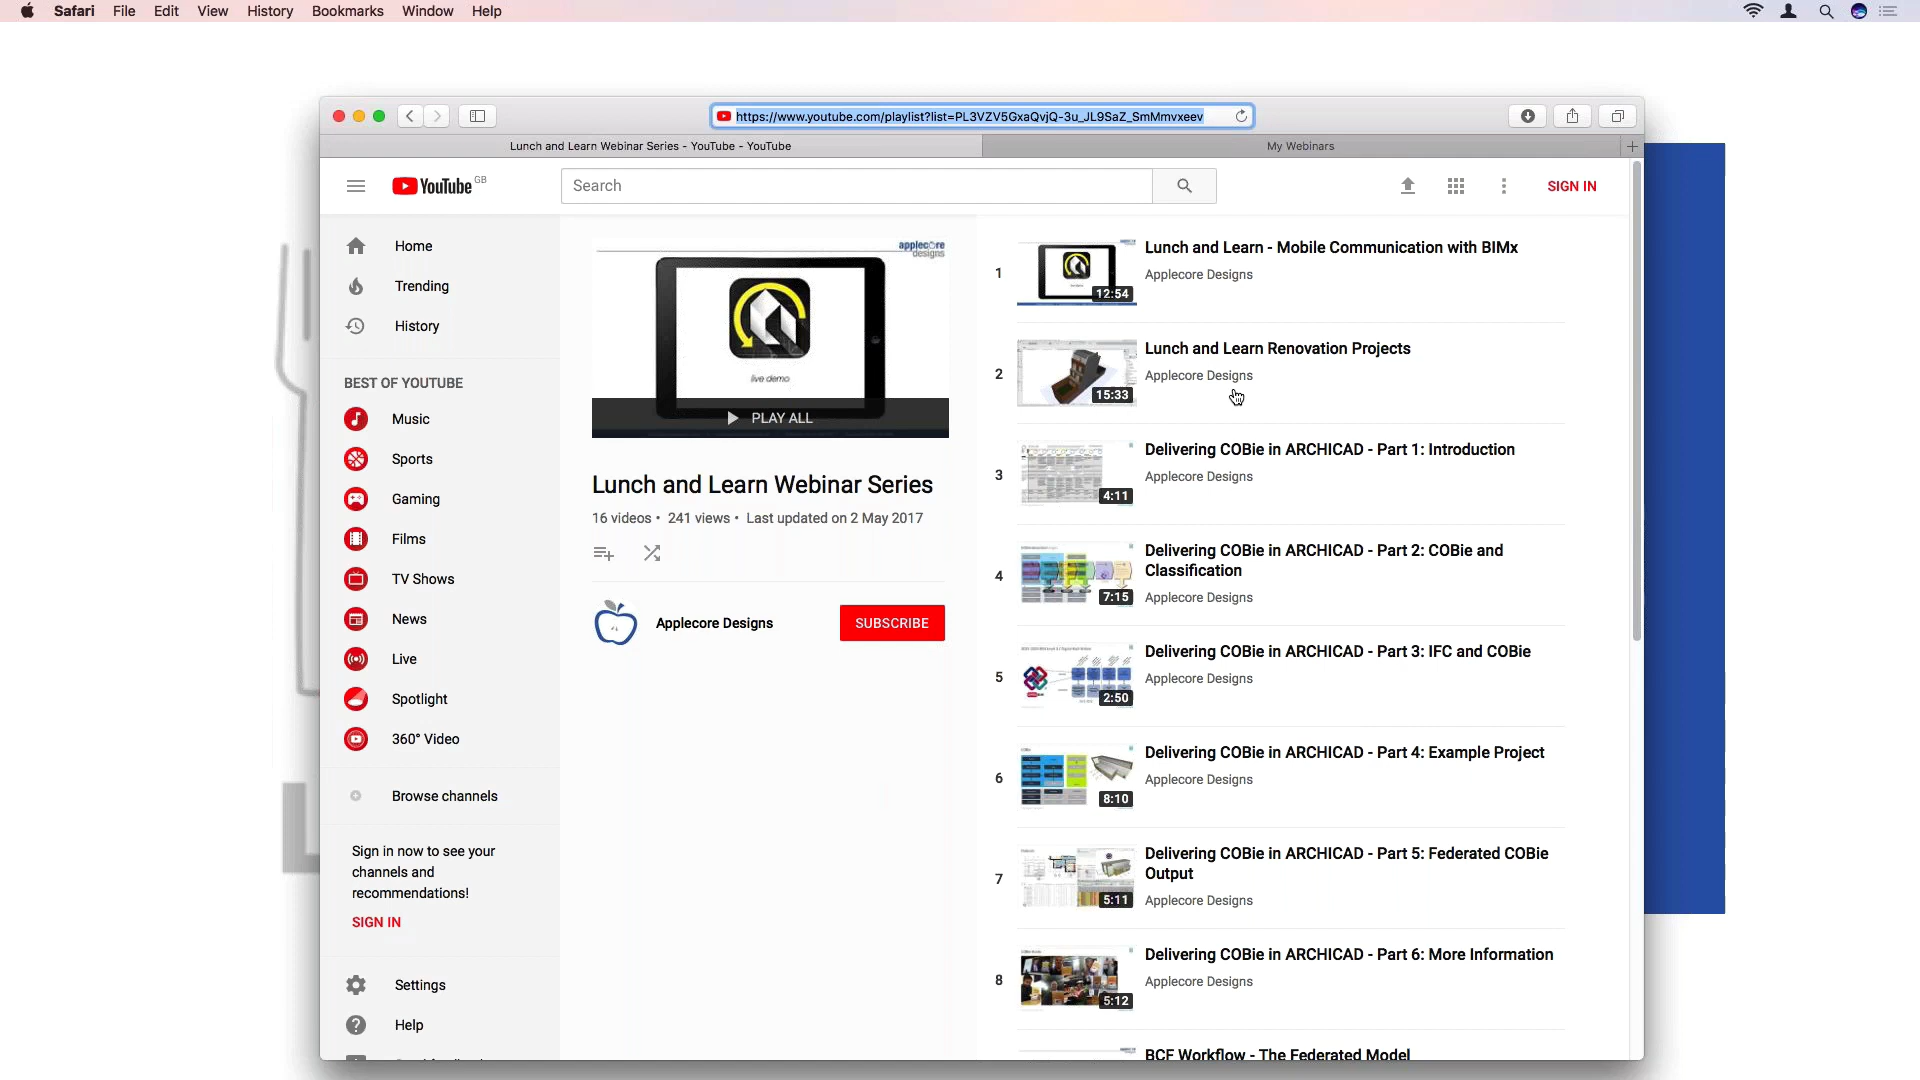 Safari File Edit View History Bookmarks Window Help
https://www.youtube.com/playlist?list=PL3VZV5GxaQvjQ-3u_JL9SaZ_SmMmvxeev
Lunch and Learn Webinar Series - YouTube - YouTube
My Webinars
YouTube GB
Search
SIGN IN
Home
Trending
History
BEST OF YOUTUBE
Music
Sports
Gaming
Films
TV Shows
News
Live
Spotlight
360° Video
Browse channels
Sign in now to see your
channels and
recommendations!
SIGN IN
Settings
Help
applecore
designs
live demo
PLAY ALL
Lunch and Learn Webinar Series
16 videos • 241 views • Last updated on 2 May 2017
Applecore Designs
SUBSCRIBE
1
12:54
Lunch and Learn - Mobile Communication with BIMx
Applecore Designs
2
15:33
Lunch and Learn Renovation Projects
Applecore Designs
3
4:11
Delivering COBie in ARCHICAD - Part 1: Introduction
Applecore Designs
4
7:15
Delivering COBie in ARCHICAD - Part 2: COBie and
Classification
Applecore Designs
5
2:50
Delivering COBie in ARCHICAD - Part 3: IFC and COBie
Applecore Designs
6
8:10
Delivering COBie in ARCHICAD - Part 4: Example Project
Applecore Designs
7
5:11
Delivering COBie in ARCHICAD - Part 5: Federated COBie
Output
Applecore Designs
8
5:12
Delivering COBie in ARCHICAD - Part 6: More Information
Applecore Designs
BCF Workflow - The Federated Model